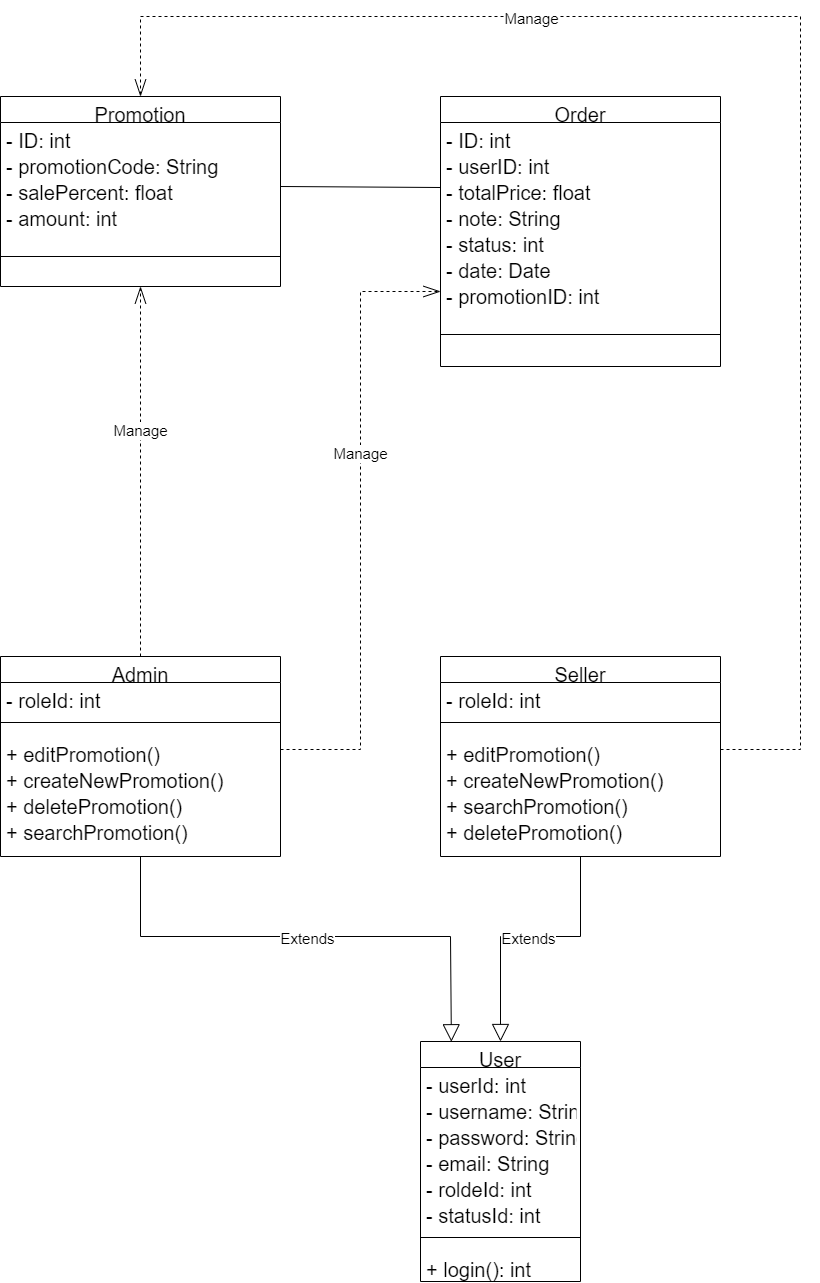 Manage
Promotion
- ID: int
- promotionCode: String
- salePercent: float
- amount: int
Order
- ID: int
- userID: int
- totalPrice: float
- note: String
- status: int
- date: Date
- promotionID: int
Manage
Manage
Admin
- roleId: int
+ editPromotion()
+ createNewPromotion()
+ deletePromotion()
+ searchPromotion()
Seller
- roleId: int
+ editPromotion()
+ createNewPromotion()
+ searchPromotion()
+ deletePromotion()
Extends
Extends
User
- userId: int
- username: Strin
- password: Strin
- email: String
- roldeId: int
- statusId: int
+ login(): int